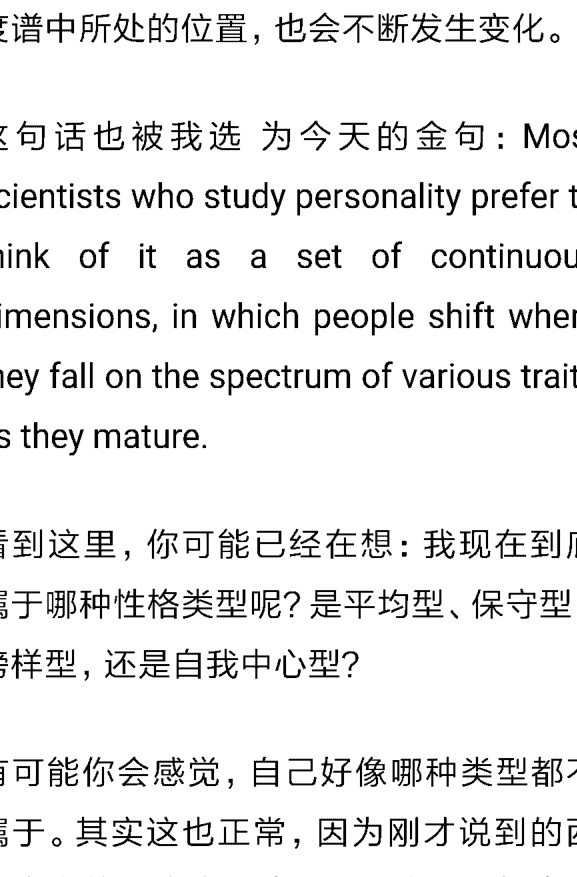 度谱中所处的位置，也会不断发生变化。
这句话也被我选 为今天的金句：Mos
cientists who study personality prefer t
hink of it as a set of continuou
imensions, in which people shift wher
hey fall on the spectrum of various trait
s they mature.
看到这里，你可能已经在想：我现在到底
属于哪种性格类型呢？是平均型、保守型
榜样型，还是自我中心型？
有可能你会感觉，自己好像哪种类型都不
属于。其实这也正常，因为刚才说到的